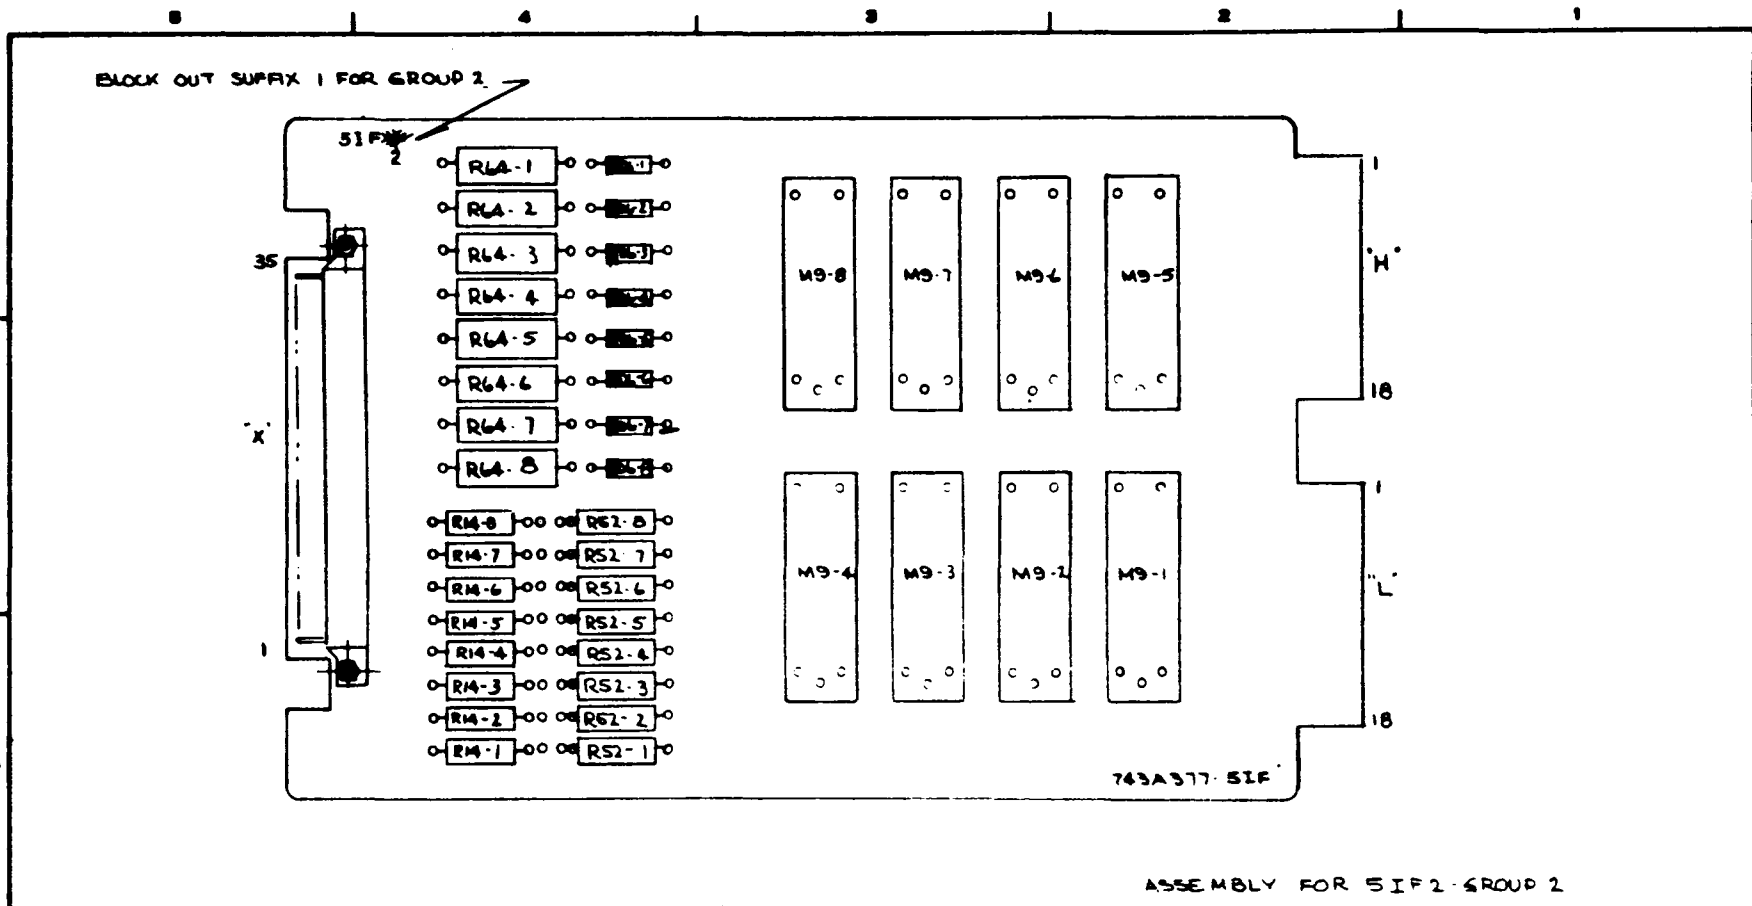 5 4 3 2 1
BLOCK OUT SUFFIX 1 FOR GROUP 2
5IF
2
R64-1
R64-2
R64-3
R64-4
R64-5
R64-6
R64-7
R64-8
R14-8 R52-8
R14-7 R52-7
R14-6 R52-6
R14-5 R52-5
R14-4 R52-4
R14-3 R52-3
R14-2 R52-2
R14-1 R52-1
35
"X"
1
M9-8 M9-7 M9-6 M9-5
M9-4 M9-3 M9-2 M9-1
1
"H"
18
1
"L"
18
743A377-5IF
ASSEMBLY FOR 5IF2-GROUP 2